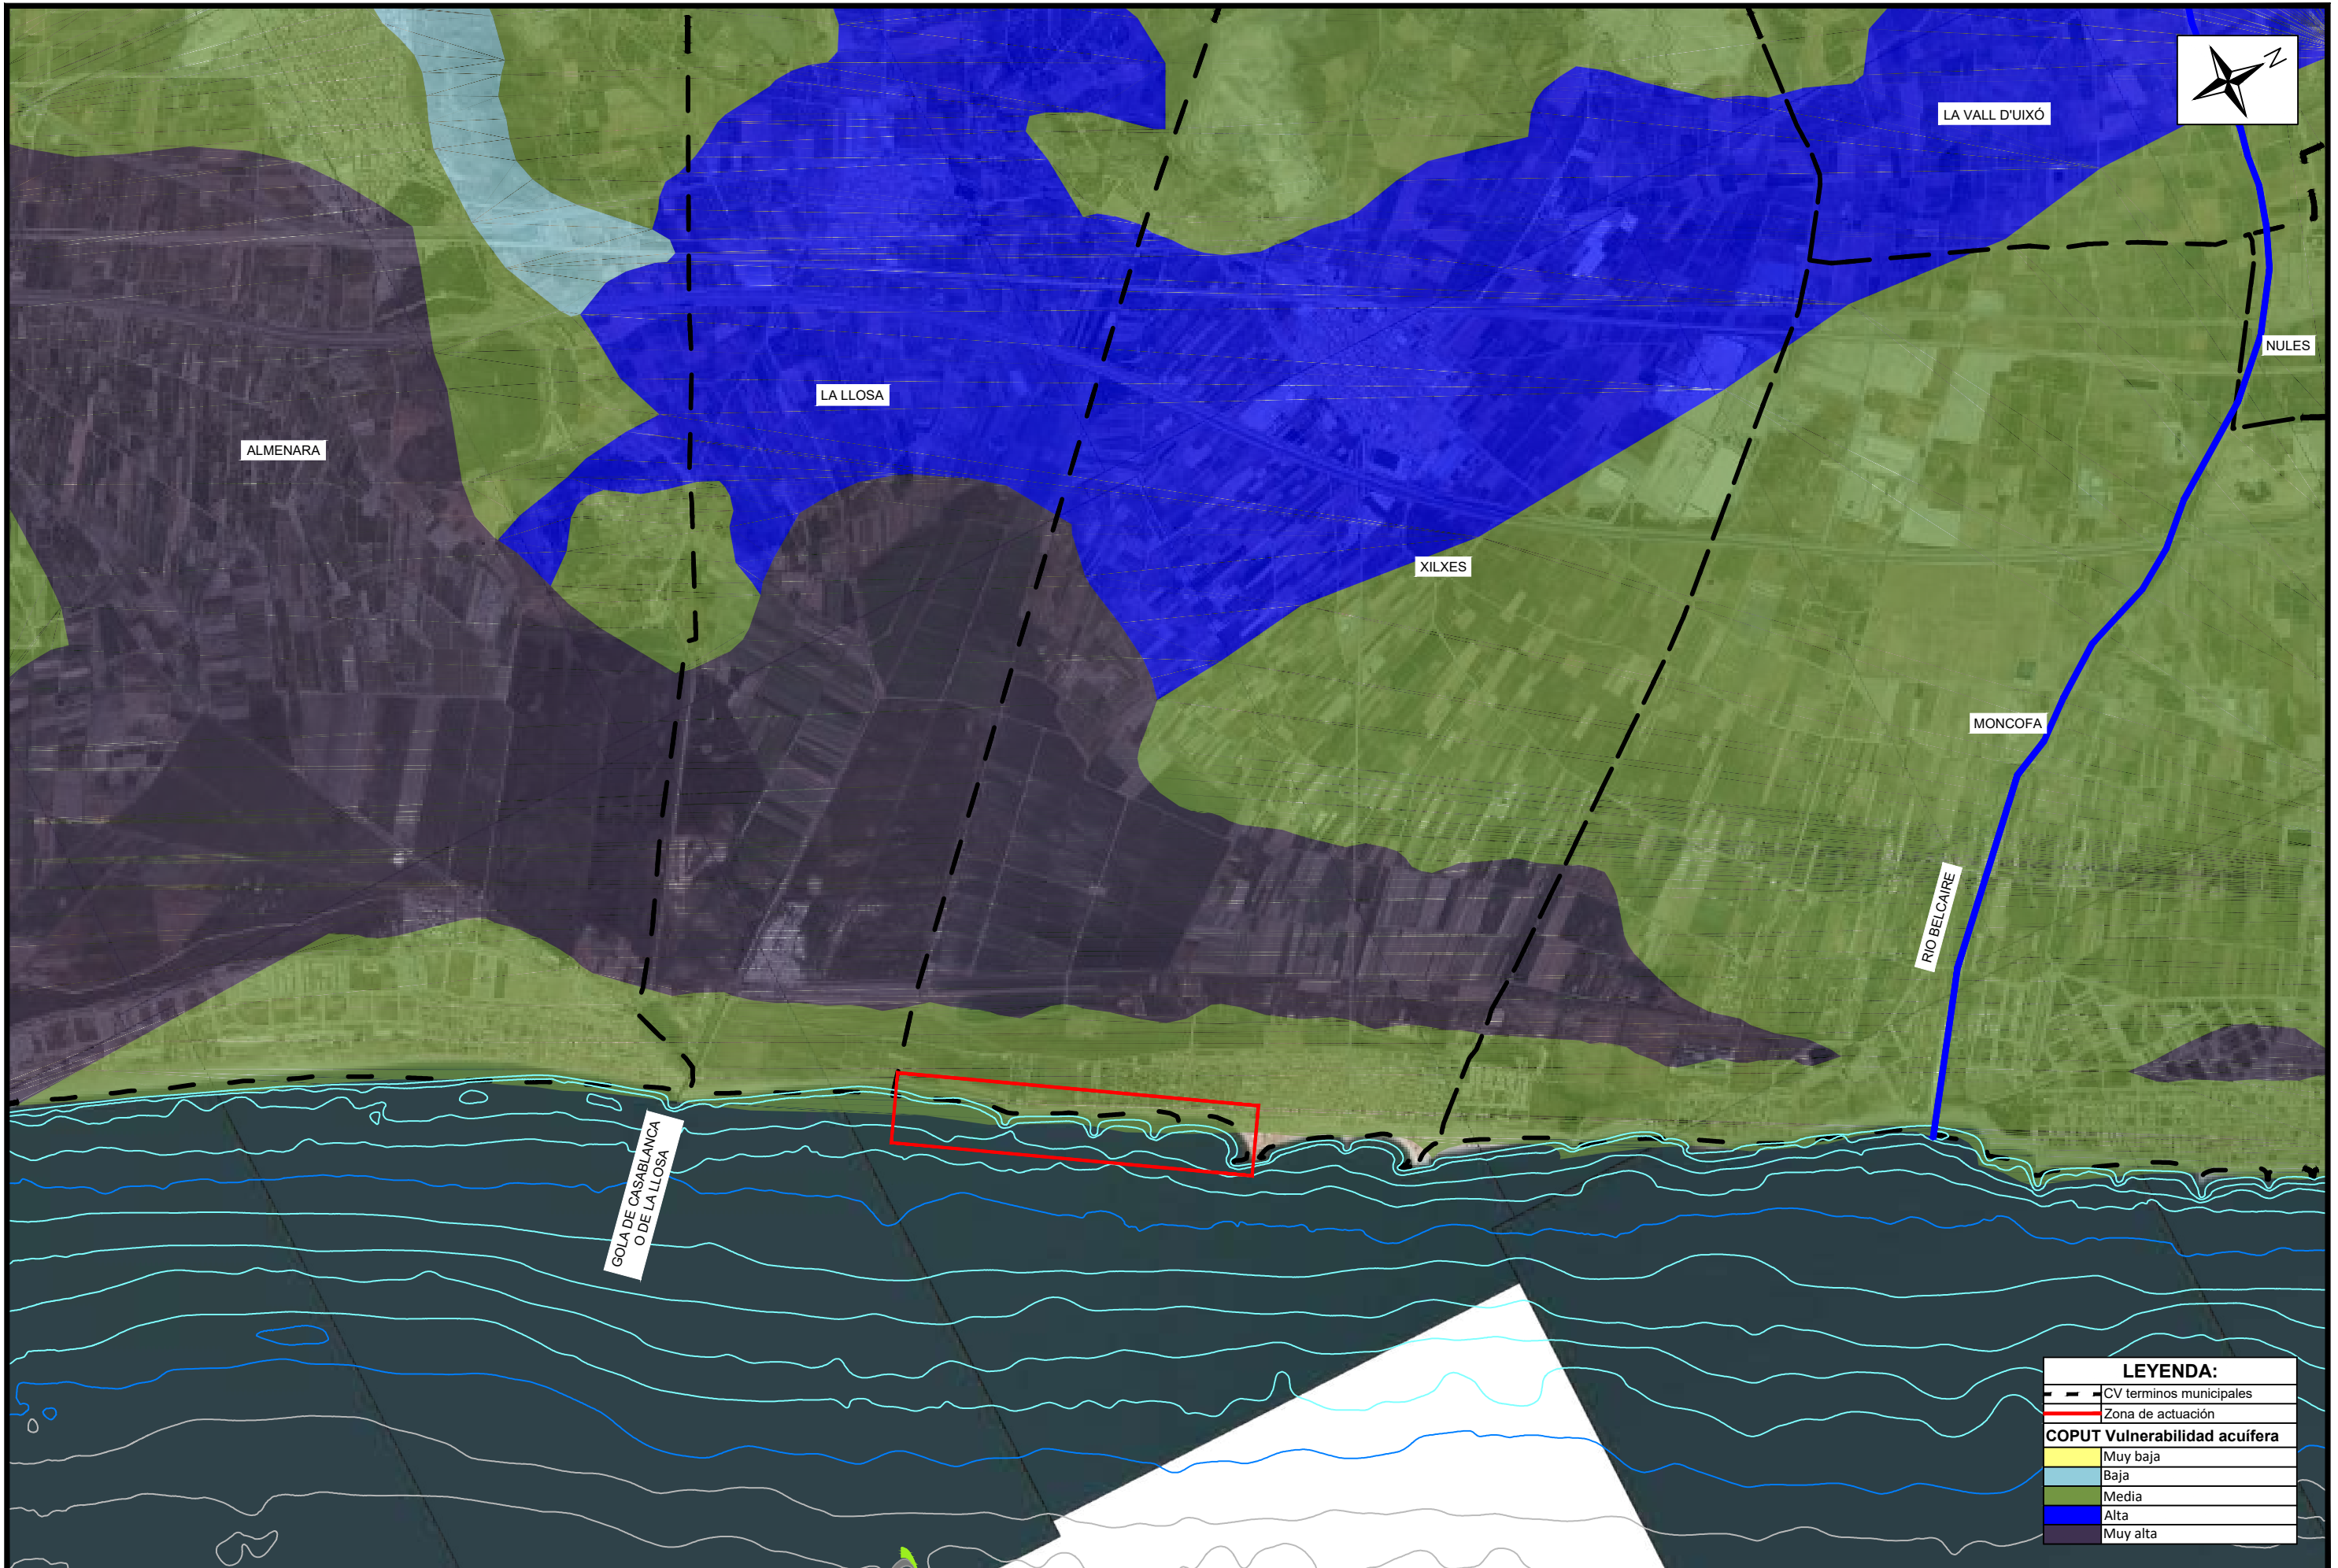 N
LA VALL D'UIXÓ
NULES
LA LLOSA
ALMENARA
XILXES
MONCOFA
RIO BELCAIRE
GOLA DE CASABLANCA
O DE LA LLOSA
LEYENDA:
CV terminos municipales
Zona de actuación
COPUT Vulnerabilidad acuífera
Muy baja
Baja
Media
Alta
Muy alta